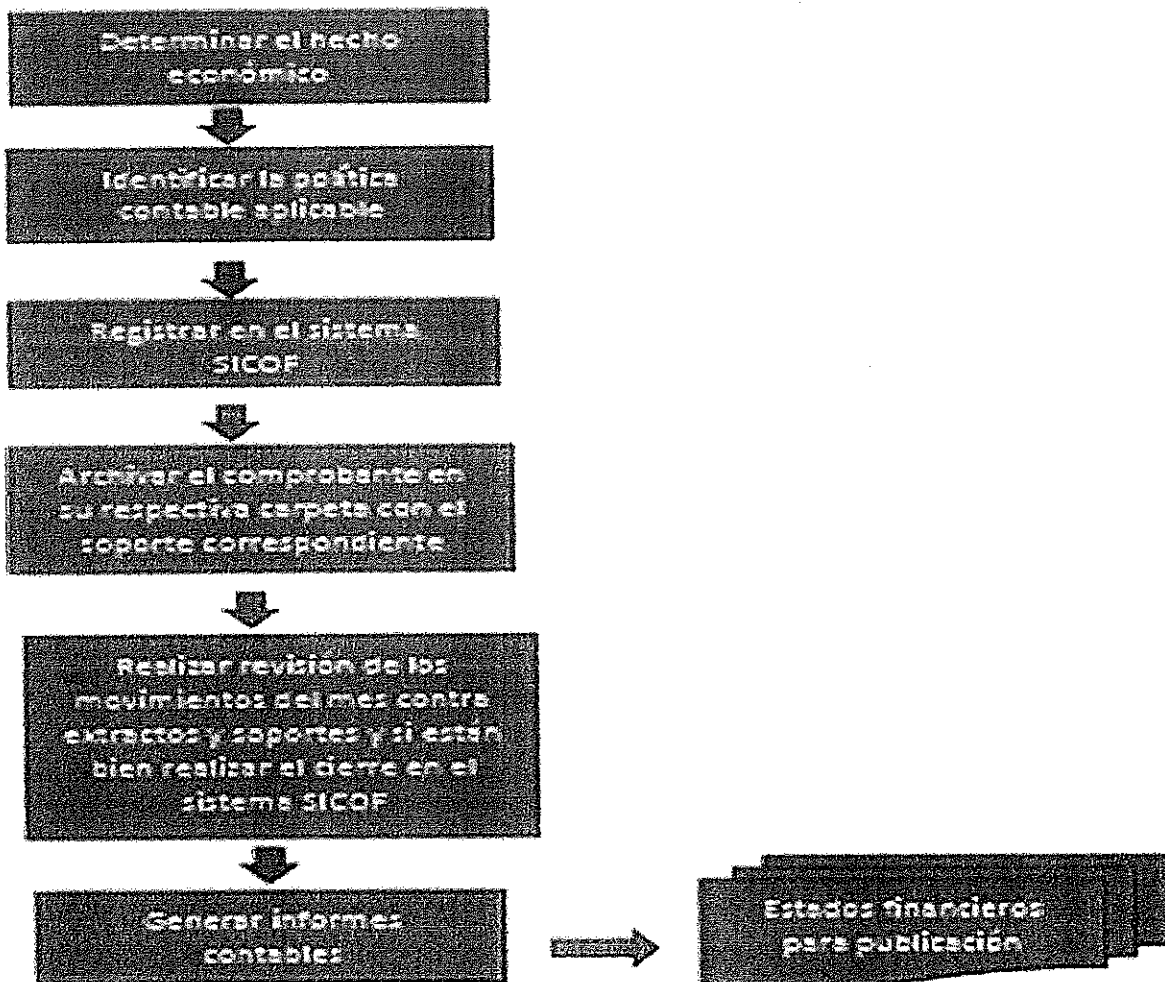 Determinar el hecho
económico
Identificar la política
contable aplicable
Registrar en el sistema
SICOF
Archivar el comprobante en
su respectiva carpeta con el
soporte correspondiente
Realizar revisión de los
movimientos del mes contra
extractos y soportes y si están
bien realizar el cierre en el
sistema SICOF
Generar informes
contables
Estados financieros
para publicación